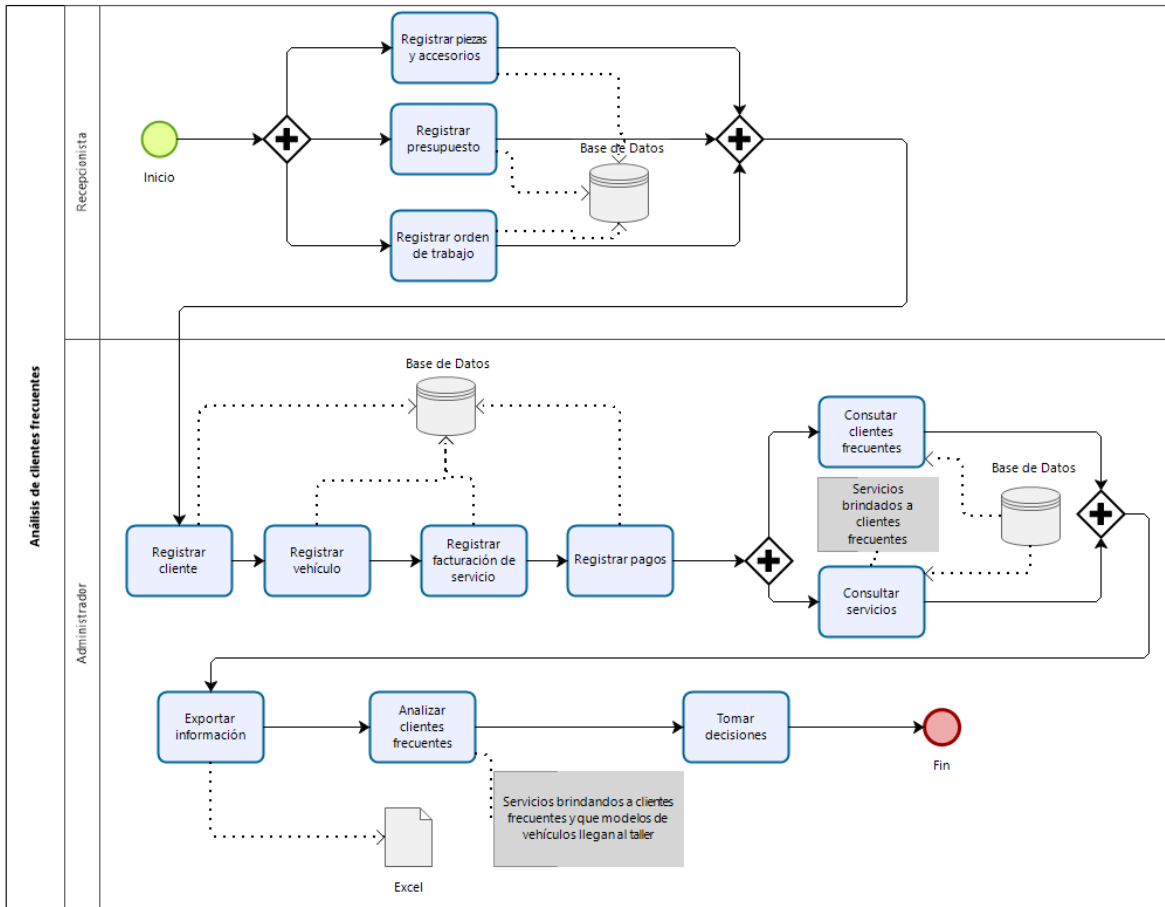 Análisis de clientes frecuentes
Recepcionista
Inicio
Registrar piezas
y accesorios
Registrar
presupuesto
Base de Datos
Registrar orden
de trabajo
Administrador
Base de Datos
Registrar
cliente
Registrar
vehículo
Registrar
facturación de
servicio
Registrar pagos
Consutar
clientes
frecuentes
Servicios
brindados a
clientes
frecuentes
Base de Datos
Consultar
servicios
Exportar
información
Analizar
clientes
frecuentes
Tomar
decisiones
Fin
Servicios brindandos a clientes
frecuentes y que modelos de
vehículos llegan al taller
Excel